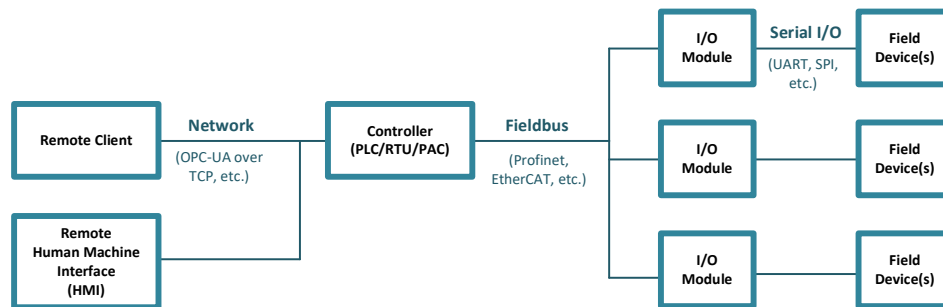 Remote Client
Network
(OPC-UA over
TCP, etc.)
Remote
Human Machine
Interface
(HMI)
Controller
(PLC/RTU/PAC)
Fieldbus
(Profinet,
EtherCAT, etc.)
I/O
Module
Serial I/O
(UART, SPI,
etc.)
Field
Device(s)
I/O
Module
Field
Device(s)
I/O
Module
Field
Device(s)